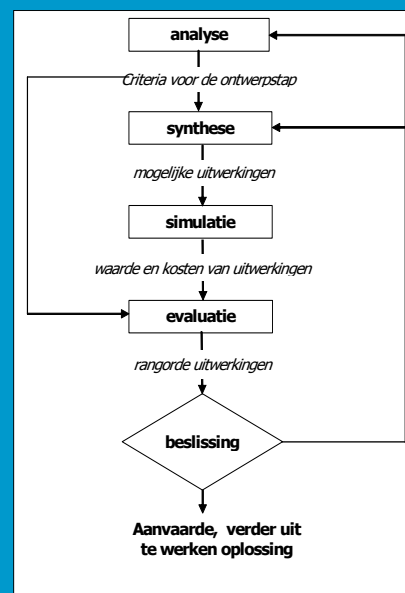 analyse
Criteria voor de ontwerpstap
synthese
mogelijke uitwerkingen
simulatie
waarde en kosten van uitwerkingen
evaluatie
rangorde uitwerkingen
beslissing
Aanvaarde, verder uit
te werken oplossing